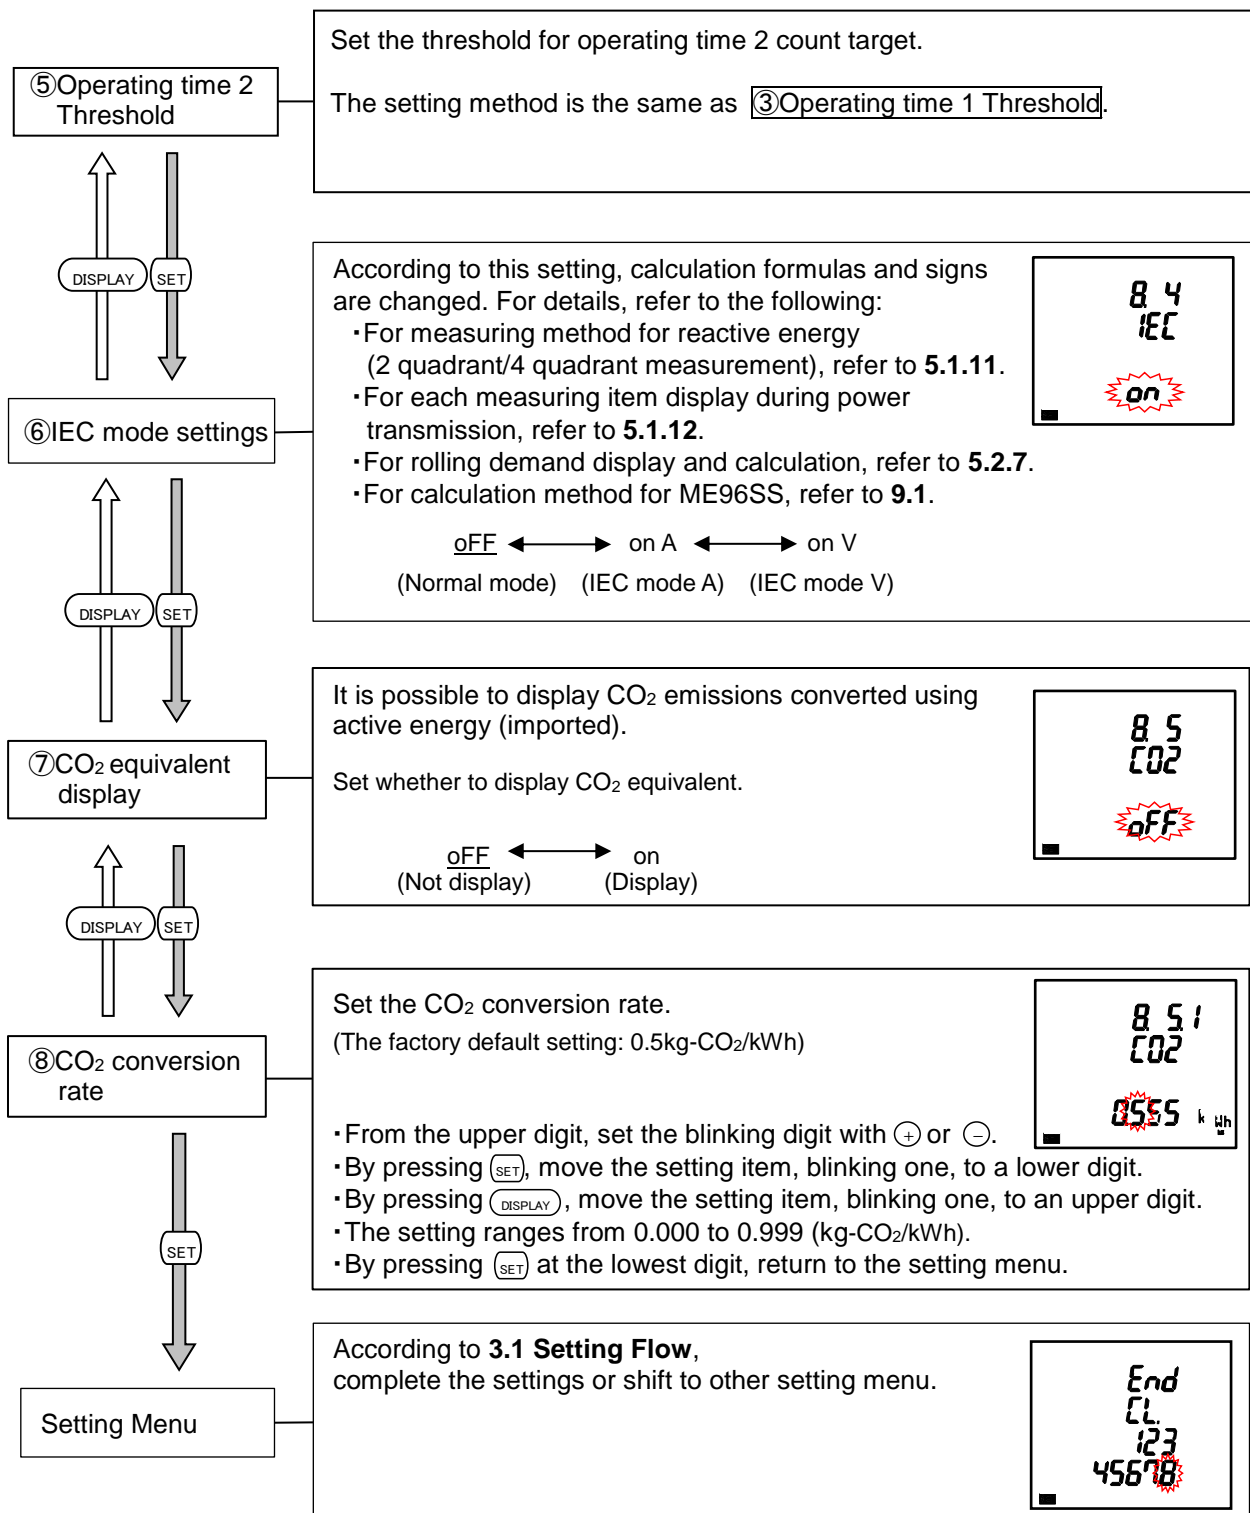 ⑤Operating time 2
Threshold
Set the threshold for operating time 2 count target.
The setting method is the same as ③Operating time 1 Threshold.
DISPLAY SET
⑥IEC mode settings
According to this setting, calculation formulas and signs
are changed. For details, refer to the following:
・For measuring method for reactive energy
(2 quadrant/4 quadrant measurement), refer to 5.1.11.
・For each measuring item display during power
transmission, refer to 5.1.12.
・For rolling demand display and calculation, refer to 5.2.7.
・For calculation method for ME96SS, refer to 9.1.
oFF on A on V
(Normal mode) (IEC mode A) (IEC mode V)
8. 4
IEC
on
DISPLAY SET
⑦CO₂ equivalent
display
It is possible to display CO₂ emissions converted using
active energy (imported).
Set whether to display CO₂ equivalent.
oFF on
(Not display) (Display)
8. 5
CO2
oFF
DISPLAY SET
⑧CO₂ conversion
rate
Set the CO₂ conversion rate.
(The factory default setting: 0.5kg-CO₂/kWh)
・From the upper digit, set the blinking digit with + or −.
・By pressing SET, move the setting item, blinking one, to a lower digit.
・By pressing DISPLAY, move the setting item, blinking one, to an upper digit.
・The setting ranges from 0.000 to 0.999 (kg-CO₂/kWh).
・By pressing SET at the lowest digit, return to the setting menu.
8. 5.1
CO2
0.555 k Wh
SET
Setting Menu
According to 3.1 Setting Flow,
complete the settings or shift to other setting menu.
End
CL.
123
45678